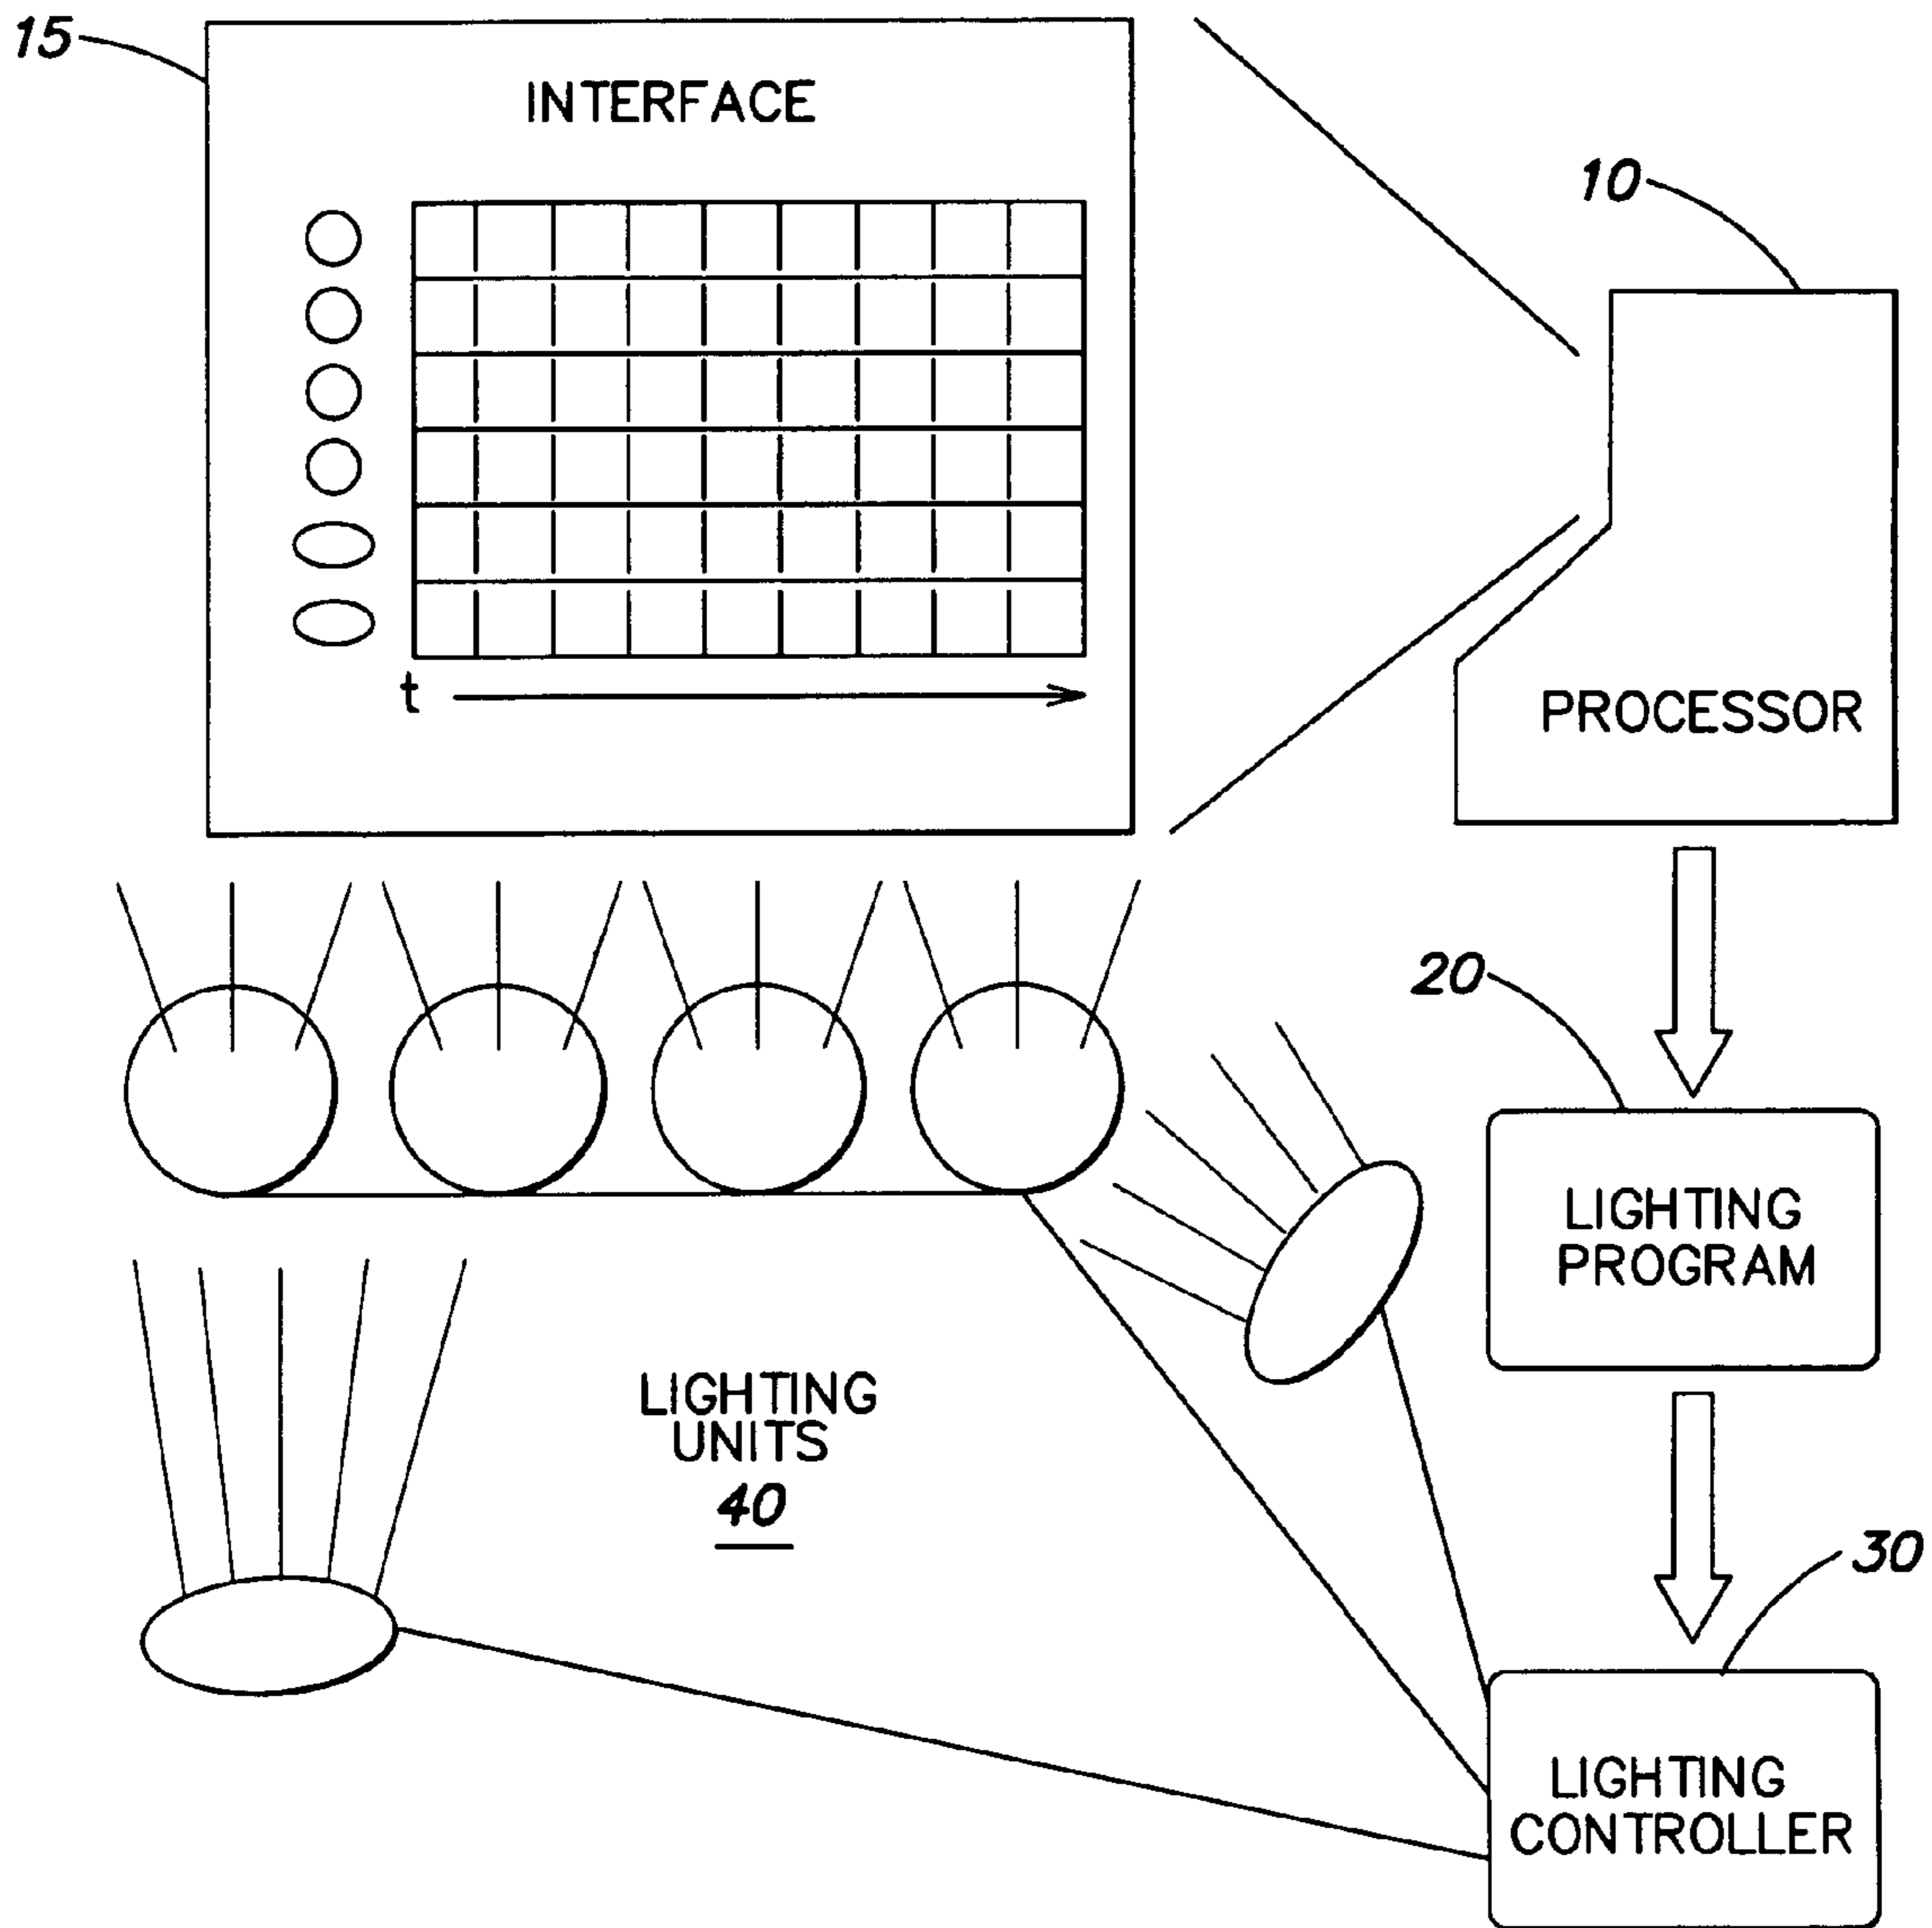 15
INTERFACE
10
t
PROCESSOR
20
LIGHTING
PROGRAM
LIGHTING
UNITS
40
30
LIGHTING
CONTROLLER